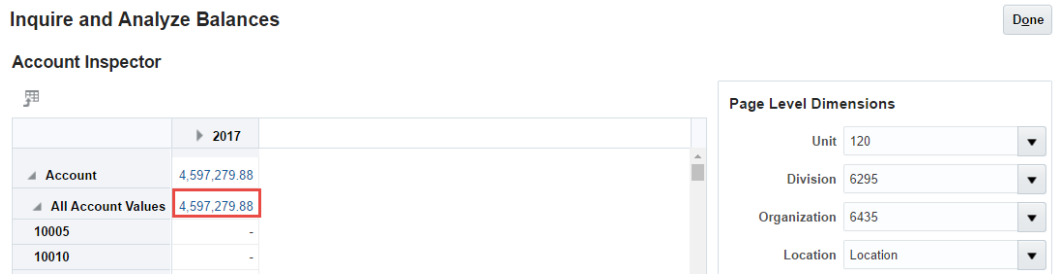 Inquire and Analyze Balances
Done
Account Inspector
Page Level Dimensions
2017
Unit 120
Account 4,597,279.88
Division 6295
All Account Values 4,597,279.88
Organization 6435
10005 -
10010 -
Location Location